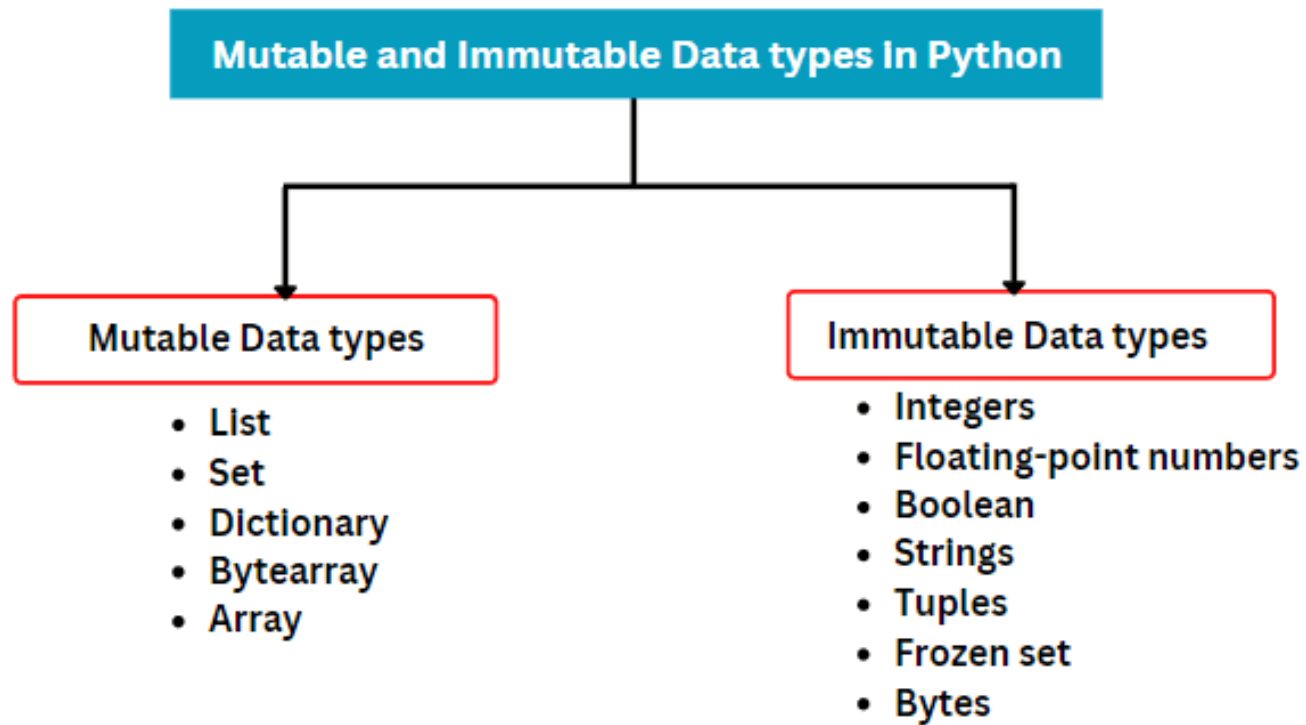 Mutable and Immutable Data types in Python
Mutable Data types
• List
• Set
• Dictionary
• Bytearray
• Array
Immutable Data types
• Integers
• Floating-point numbers
• Boolean
• Strings
• Tuples
• Frozen set
• Bytes